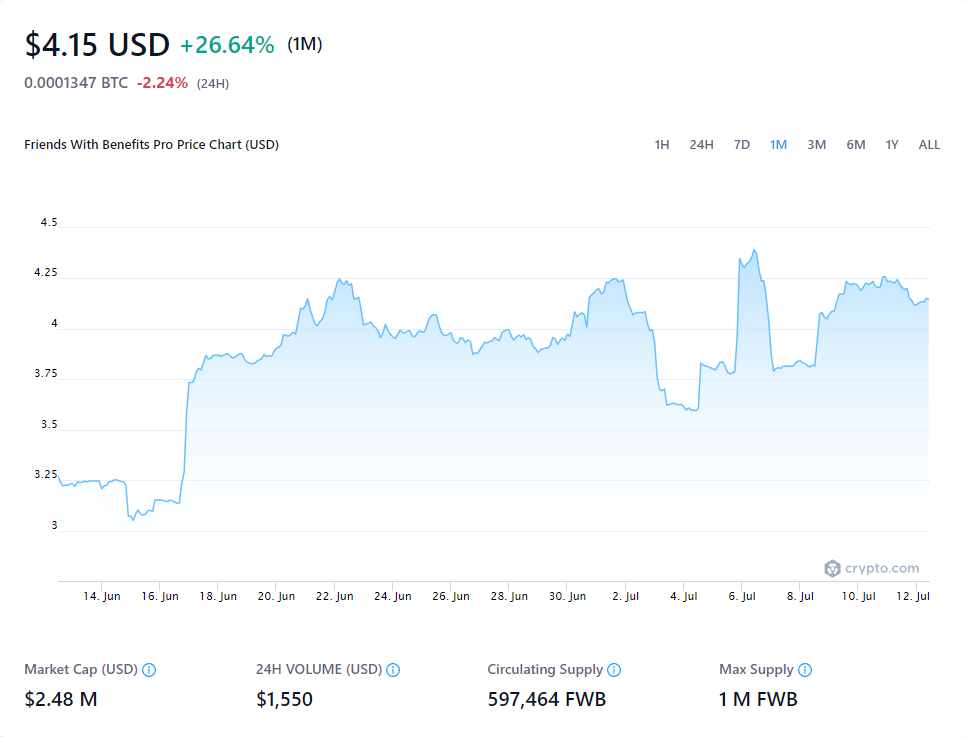 $4.15 USD +26.64% (1M)
0.0001347 BTC -2.24% (24H)
Friends With Benefits Pro Price Chart (USD) 1H 24H 7D 1M 3M 6M 1Y ALL
4.5
4.25
4
3.75
3.5
3.25
3
crypto.com
14. Jun 16. Jun 18. Jun 20. Jun 22. Jun 24. Jun 26. Jun 28. Jun 30. Jun 2. Jul 4. Jul 6. Jul 8. Jul 10. Jul 12. Jul
Market Cap (USD) 24H VOLUME (USD) Circulating Supply Max Supply
$2.48 M $1,550 597,464 FWB 1 M FWB